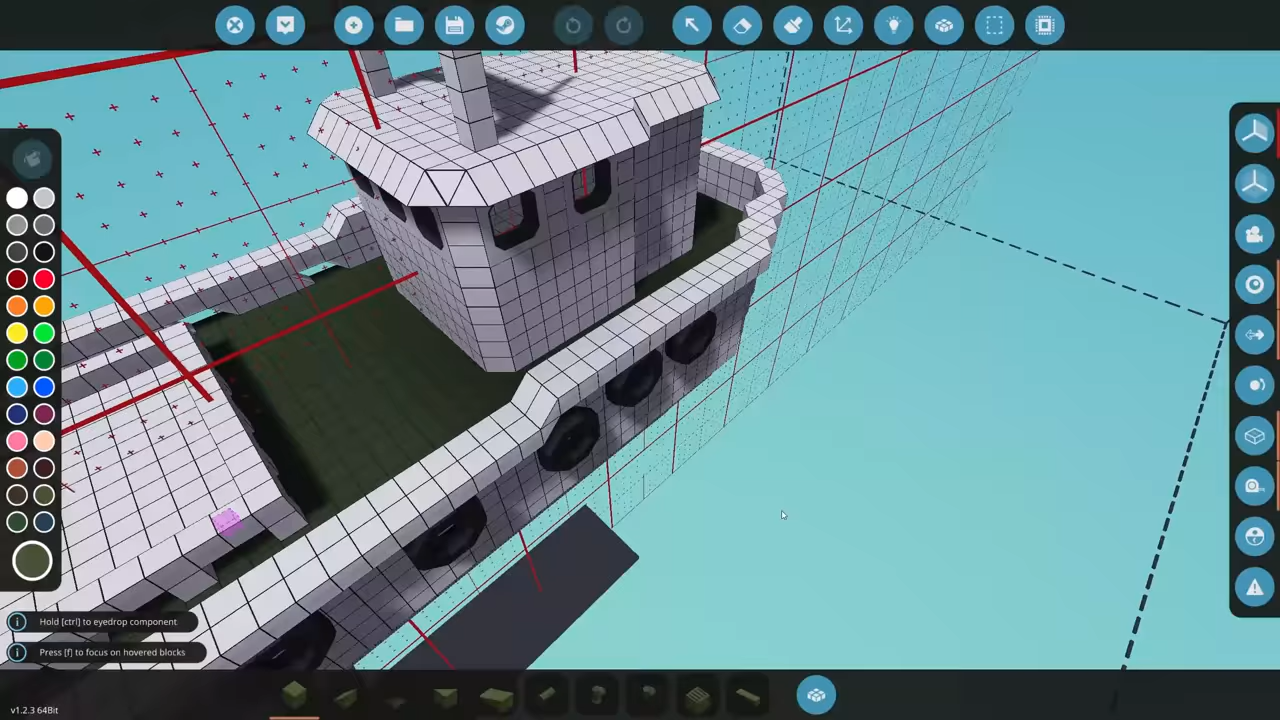 Hold [ctrl] to eyedrop component
Press [f] to focus on hovered blocks
v1.2.3 64Bit